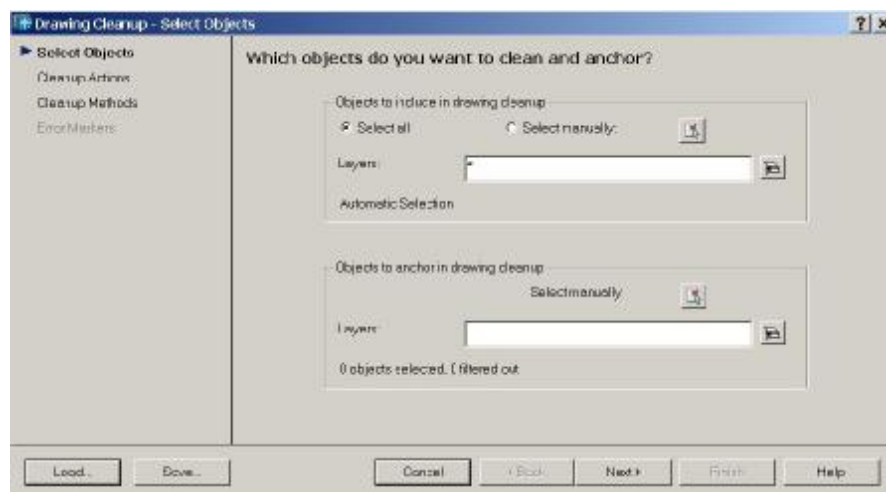 Drawing Cleanup - Select Objects
Select Objects
Cleanup Actions
Cleanup Methods
Error Markers
Which objects do you want to clean and anchor?
Objects to include in drawing cleanup
Select all
Select manually:
Layers:
*
Automatic Selection
Objects to anchor in drawing cleanup
Select manually
Layers:
0 objects selected, 0 filtered out
Load...
Save...
Cancel
< Back
Next >
Finish
Help